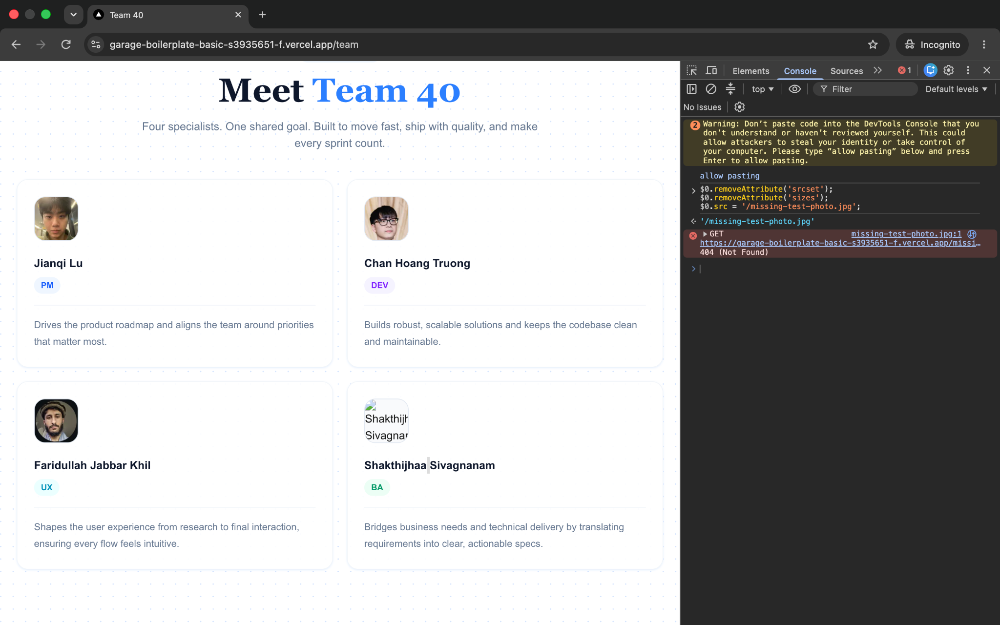 Team 40
garage-boilerplate-basic-s3935651-f.vercel.app/team
Incognito
Meet Team 40
Four specialists. One shared goal. Built to move fast, ship with quality, and make
every sprint count.
Jianqi Lu
PM
Drives the product roadmap and aligns the team around priorities
that matter most.
Chan Hoang Truong
DEV
Builds robust, scalable solutions and keeps the codebase clean
and maintainable.
Faridullah Jabbar Khil
UX
Shapes the user experience from research to final interaction,
ensuring every flow feels intuitive.
Shakthijh
Sivagnar
Shakthijhaa Sivagnanam
BA
Bridges business needs and technical delivery by translating
requirements into clear, actionable specs.
Elements Console Sources 1
top Filter Default levels
No Issues
2 Warning: Don’t paste code into the DevTools Console that you
don’t understand or haven’t reviewed yourself. This could
allow attackers to steal your identity or take control of
your computer. Please type “allow pasting” below and press
Enter to allow pasting.
allow pasting
$0.removeAttribute('srcset');
$0.removeAttribute('sizes');
$0.src = '/missing-test-photo.jpg';
'/missing-test-photo.jpg'
GET missing-test-photo.jpg:1
https://garage-boilerplate-basic-s3935651-f.vercel.app/missi…
404 (Not Found)